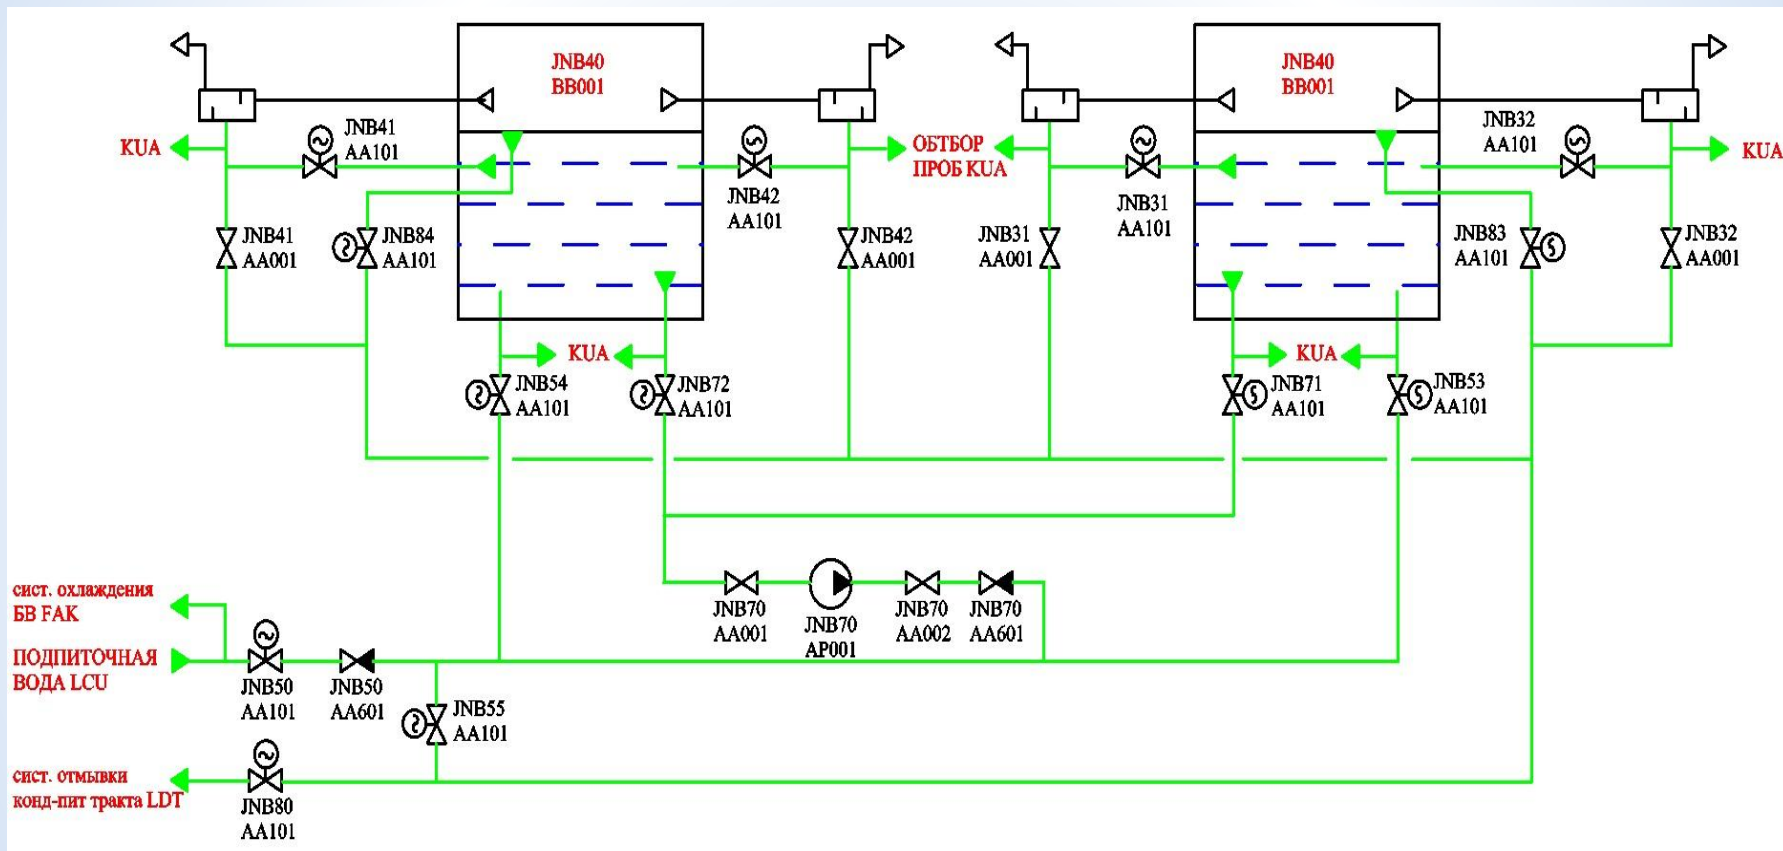 JNB40
BB001
JNB40
BB001
KUA
JNB41
AA101
JNB42
AA101
ОБТБОР
ПРОБ KUA
JNB31
AA101
JNB32
AA101
KUA
JNB41
AA001
JNB84
AA101
JNB42
AA001
JNB31
AA001
JNB83
AA101
JNB32
AA001
KUA
KUA
JNB54
AA101
JNB72
AA101
JNB71
AA101
JNB53
AA101
сист. охлаждения
БВ FAK
JNB70
AA001
JNB70
AP001
JNB70
AA002
JNB70
AA601
ПОДПИТОЧНАЯ
ВОДА LCU
JNB50
AA101
JNB50
AA601
JNB55
AA101
сист. отмывки
конд-пит тракта LDT
JNB80
AA101